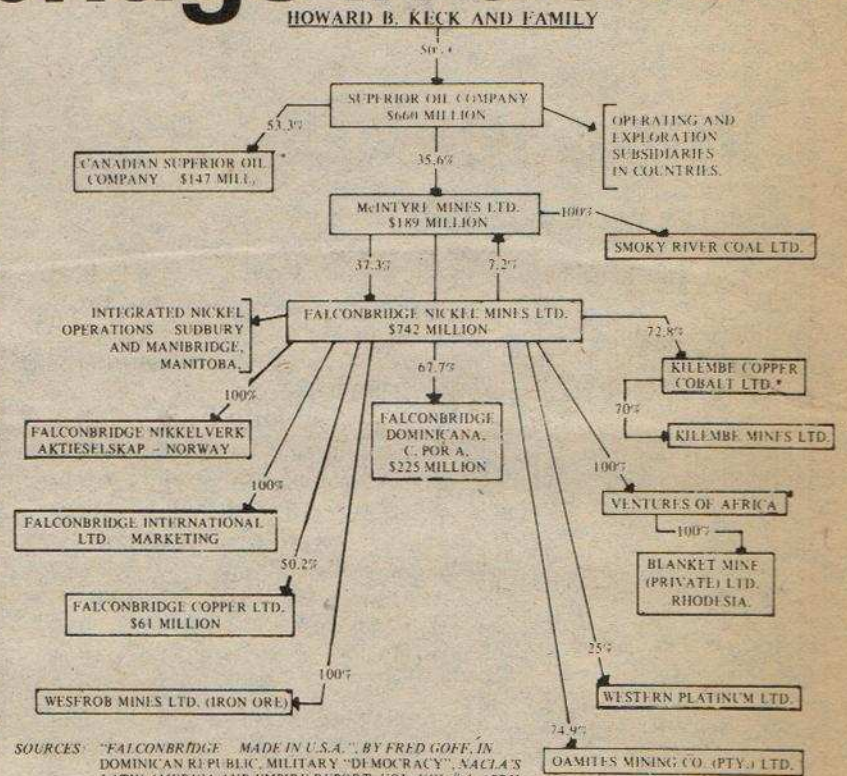 HOWARD B. KECK AND FAMILY
SUPERIOR OIL COMPANY
$660 MILLION
53.3%
OPERATING AND
EXPLORATION
SUBSIDIARIES
IN COUNTRIES.
CANADIAN SUPERIOR OIL
COMPANY $147 MILL,
35.6%
McINTYRE MINES LTD.
$189 MILLION
100%
SMOKY RIVER COAL LTD.
37.3%
7.2%
INTEGRATED NICKEL
OPERATIONS SUDBURY
AND MANIBRIDGE,
MANITOBA.
FALCONBRIDGE NICKEL MINES LTD.
$742 MILLION
72.8%
KILEMBE COPPER
COBALT LTD.*
70%
KILEMBE MINES LTD.
67.7%
100%
FALCONBRIDGE NIKKELVERK
AKTIESELSKAP - NORWAY
FALCONBRIDGE
DOMINICANA,
C. POR A.
$225 MILLION
100%
VENTURES OF AFRICA
100%
BLANKET MINE
(PRIVATE) LTD.
RHODESIA.
100%
FALCONBRIDGE INTERNATIONAL
LTD. MARKETING
50.2%
FALCONBRIDGE COPPER LTD.
$61 MILLION
100%
WESFROB MINES LTD. (IRON ORE)
25%
WESTERN PLATINUM LTD.
74.9%
OAMITES MINING CO. (PTY.) LTD.
SOURCES: "FALCONBRIDGE MADE IN U.S.A.", BY FRED GOFF, IN
DOMINICAN REPUBLIC, MILITARY "DEMOCRACY", NACLA'S